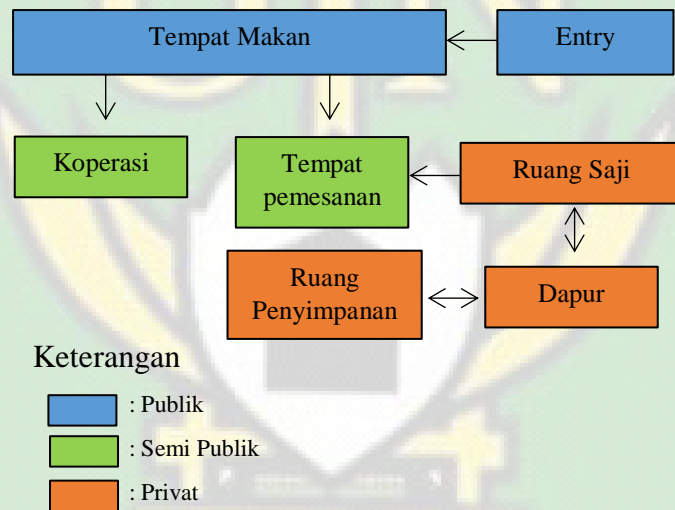 Tempat Makan
Entry
Koperasi
Tempat
pemesanan
Ruang Saji
Ruang
Penyimpanan
Dapur
Keterangan
: Publik
: Semi Publik
: Privat